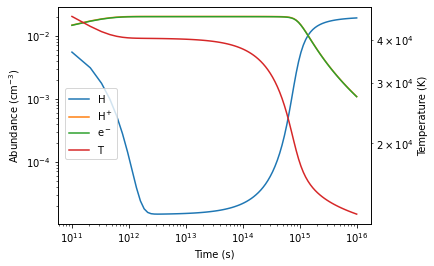 10⁻²
10⁻³
10⁻⁴
Abundance (cm⁻³)
H
H⁺
e⁻
T
4 × 10⁴
3 × 10⁴
2 × 10⁴
Temperature (K)
10¹¹ 10¹² 10¹³ 10¹⁴ 10¹⁵ 10¹⁶
Time (s)